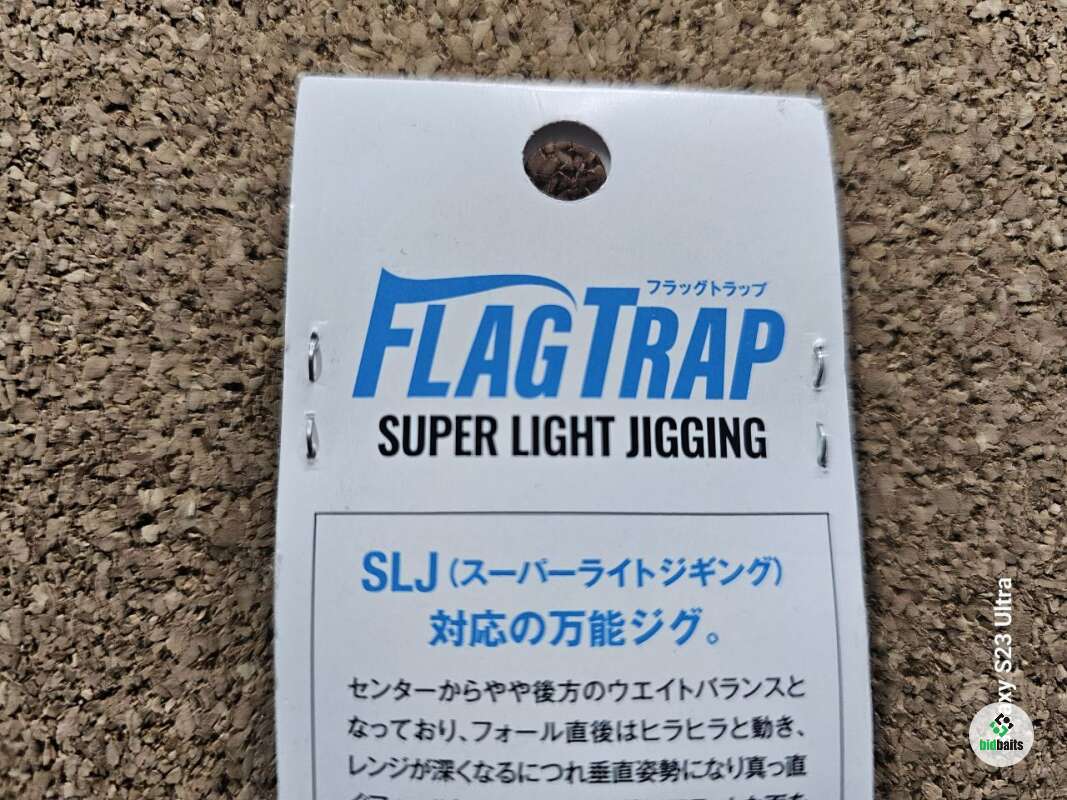 フラッグトラップ
FLAGTRAP
SUPER LIGHT JIGGING
SLJ(スーパーライトジギング)
対応の万能ジグ。
センターからやや後方のウエイトバランスと
なっており、フォール直後はヒラヒラと動き、
レンジが深くなるにつれ垂直姿勢になり真っ直
axy S23 Ultra
bidbaits